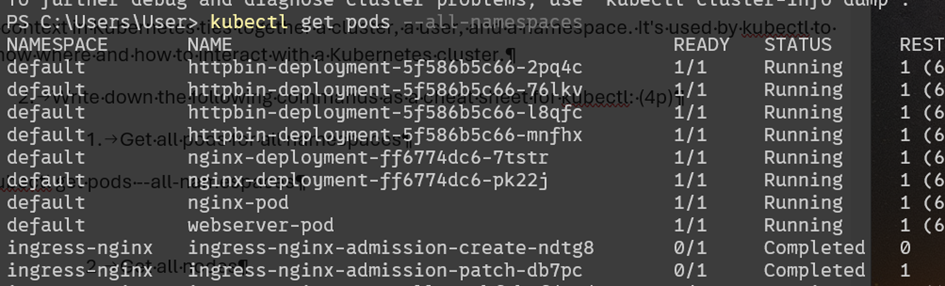 To further debug and diagnose cluster problems, use 'kubectl cluster-info dump'.
PS C:\Users\User> kubectl get pods --all-namespaces
context in Kubernetes ties together a cluster, a user, and a namespace. It's used by kubectl to
NAMESPACE NAME READY STATUS REST
now where and how to interact with a Kubernetes cluster.¶
default httpbin-deployment-5f586b5c66-2pq4c 1/1 Running 1 (6
default httpbin-deployment-5f586b5c66-76lkv 1/1 Running 1 (6
2. Write down the following commands as a cheat sheet for kubectl: (4p)¶
default httpbin-deployment-5f586b5c66-l8qfc 1/1 Running 1 (6
default httpbin-deployment-5f586b5c66-mnfhx 1/1 Running 1 (6
1.→Get all pods for all namespaces¶
default nginx-deployment-ff6774dc6-7tstr 1/1 Running 1 (6
default nginx-deployment-ff6774dc6-pk22j 1/1 Running 1 (6
get pods --all-namespaces¶
default nginx-pod 1/1 Running 1 (6
default webserver-pod 1/1 Running 1 (6
ingress-nginx ingress-nginx-admission-create-ndtg8 0/1 Completed 0
ingress-nginx ingress-nginx-admission-patch-db7pc 0/1 Completed 1
2.→Get all nodes¶